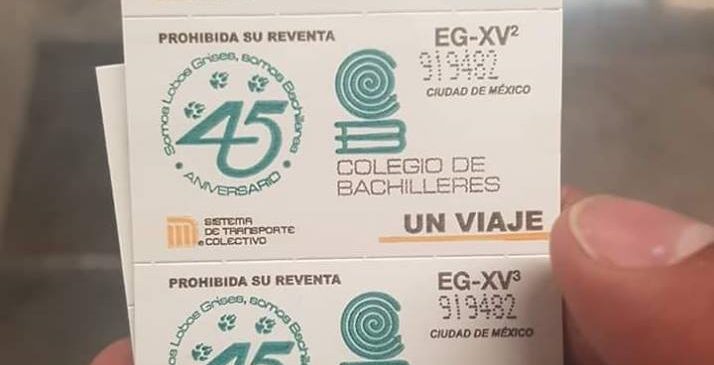 PROHIBIDA SU REVENTA
EG-XV²
919482
CIUDAD DE MÉXICO
Somos Lobos Grises, somos Bachilleres
45
ANIVERSARIO
CB
COLEGIO DE
BACHILLERES
SISTEMA
DE TRANSPORTE
COLECTIVO
UN VIAJE
PROHIBIDA SU REVENTA
EG-XV³
919482
CIUDAD DE MÉXICO
Somos Lobos Grises, somos
45